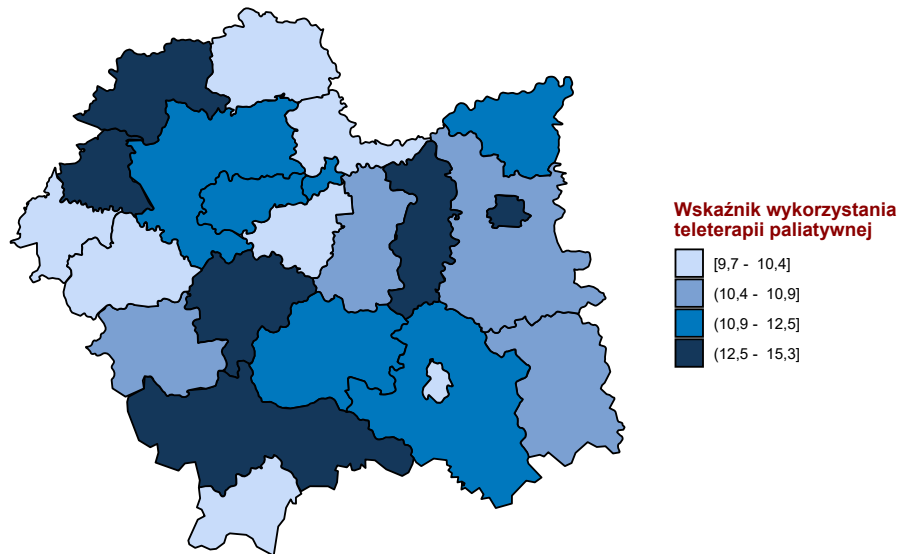 Wskaźnik wykorzystania
teleterapii paliatywnej
[9,7 - 10,4]
(10,4 - 10,9]
(10,9 - 12,5]
(12,5 - 15,3]